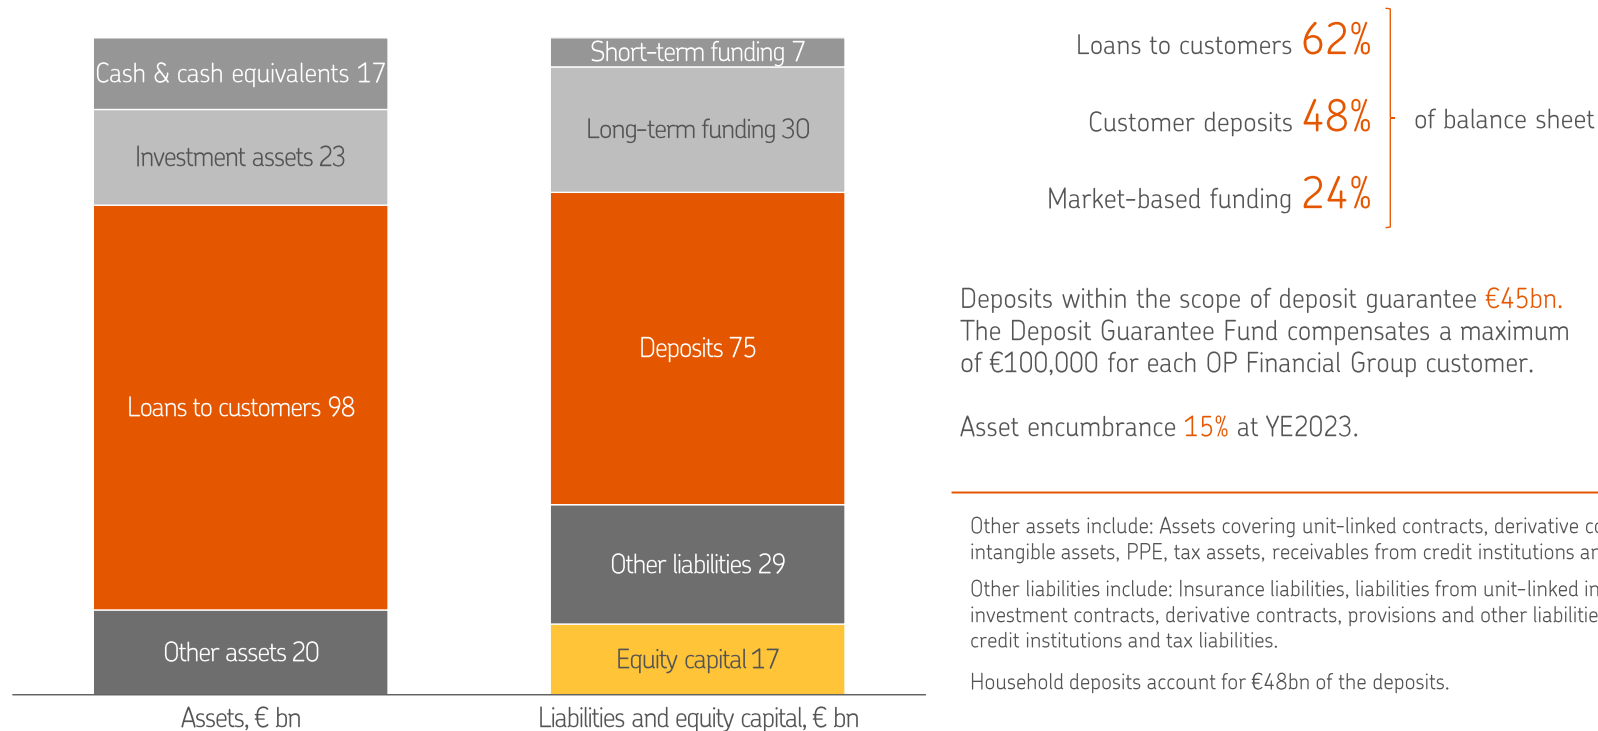 Cash & cash equivalents 17
Investment assets 23
Loans to customers 98
Other assets 20
Assets, € bn
Short-term funding 7
Long-term funding 30
Deposits 75
Other liabilities 29
Equity capital 17
Liabilities and equity capital, € bn
Loans to customers 62%
Customer deposits 48%
Market-based funding 24%
of balance sheet
Deposits within the scope of deposit guarantee €45bn.
The Deposit Guarantee Fund compensates a maximum
of €100,000 for each OP Financial Group customer.
Asset encumbrance 15% at YE2023.
Other assets include: Assets covering unit-linked contracts, derivative
intangible assets, PPE, tax assets, receivables from credit institutions
Other liabilities include: Insurance liabilities, liabilities from unit-linked
investment contracts, derivative contracts, provisions and other
credit institutions and tax liabilities.
Household deposits account for €48bn of the deposits.